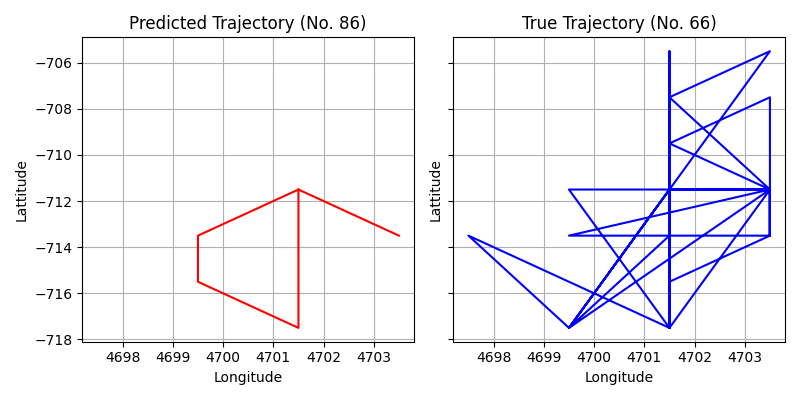 Predicted Trajectory (No. 86)
True Trajectory (No. 66)
Lattitude
−706
−708
−710
−712
−714
−716
−718
4698 4699 4700 4701 4702 4703
Longitude
Lattitude
4698 4699 4700 4701 4702 4703
Longitude